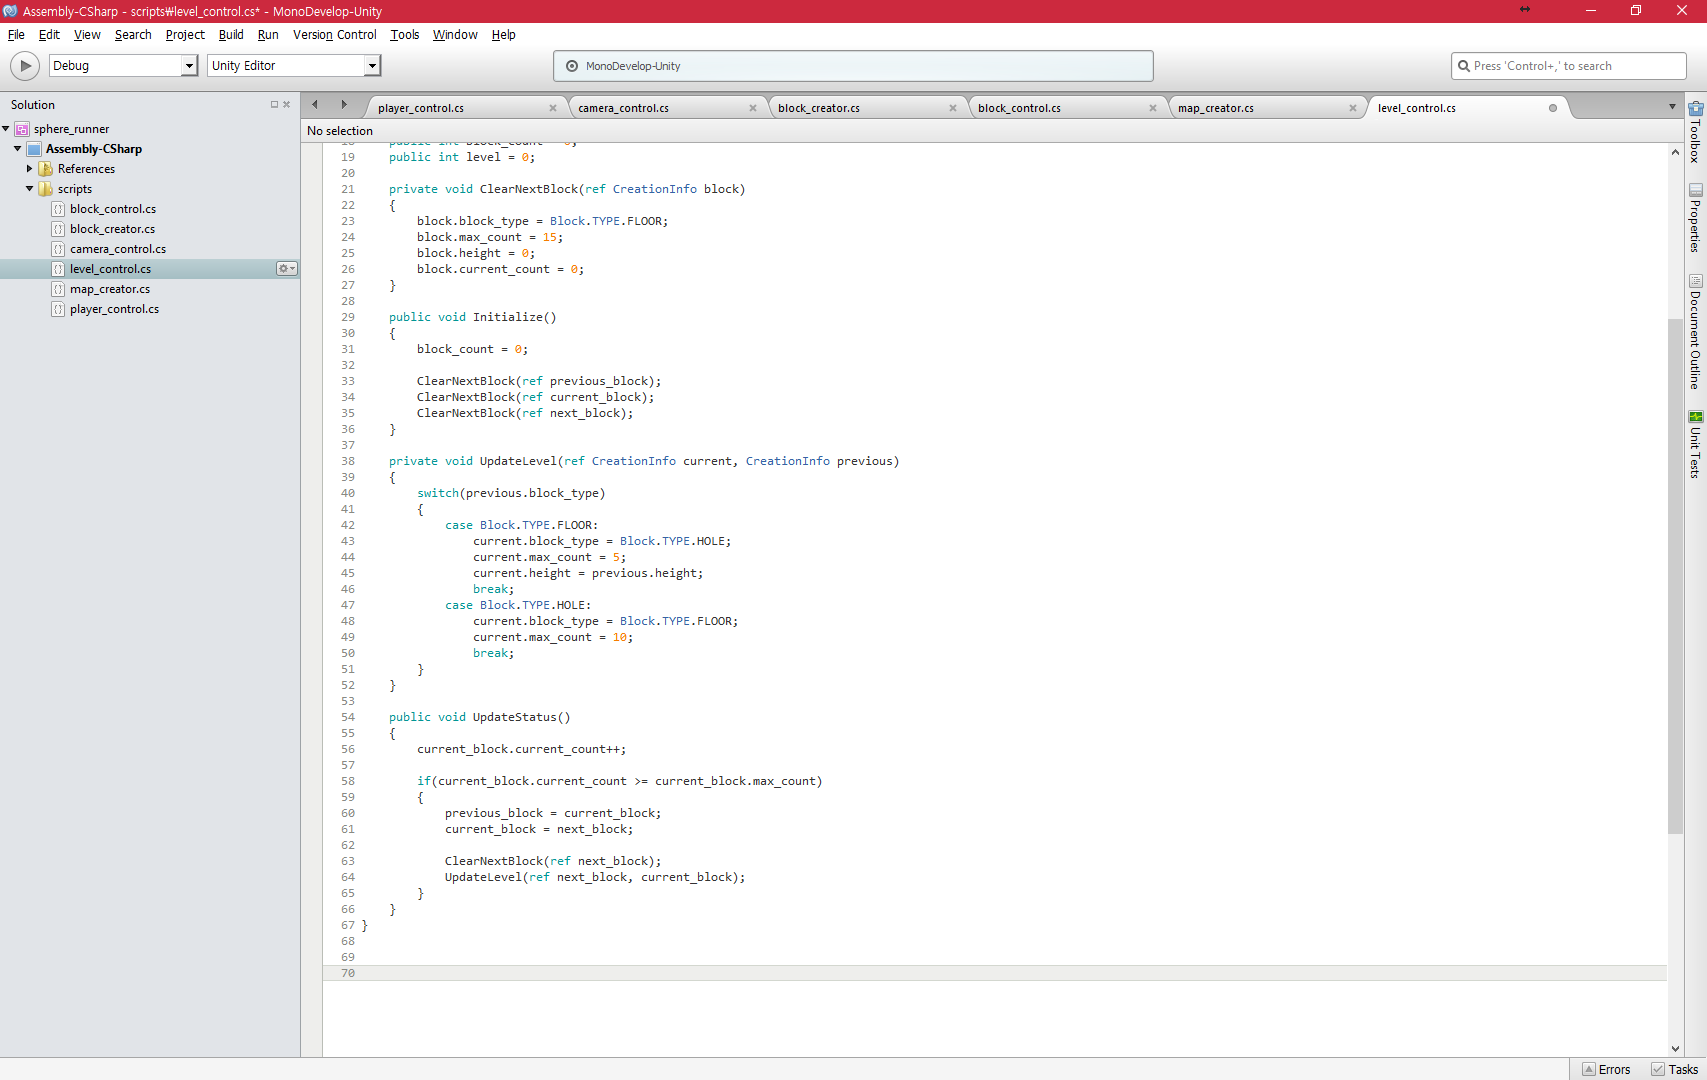 Assembly-CSharp - scripts₩level_control.cs* - MonoDevelop-Unity
File Edit View Search Project Build Run Version Control Tools Window Help
Debug Unity Editor MonoDevelop-Unity Press 'Control+,' to search
Solution
sphere_runner
Assembly-CSharp
References
scripts
block_control.cs
block_creator.cs
camera_control.cs
level_control.cs
map_creator.cs
player_control.cs
player_control.cs camera_control.cs block_creator.cs block_control.cs map_creator.cs level_control.cs
No selection
18 public int block_count = 0;
19 public int level = 0;
20
21 private void ClearNextBlock(ref CreationInfo block)
22 {
23 block.block_type = Block.TYPE.FLOOR;
24 block.max_count = 15;
25 block.height = 0;
26 block.current_count = 0;
27 }
28
29 public void Initialize()
30 {
31 block_count = 0;
32
33 ClearNextBlock(ref previous_block);
34 ClearNextBlock(ref current_block);
35 ClearNextBlock(ref next_block);
36 }
37
38 private void UpdateLevel(ref CreationInfo current, CreationInfo previous)
39 {
40 switch(previous.block_type)
41 {
42 case Block.TYPE.FLOOR:
43 current.block_type = Block.TYPE.HOLE;
44 current.max_count = 5;
45 current.height = previous.height;
46 break;
47 case Block.TYPE.HOLE:
48 current.block_type = Block.TYPE.FLOOR;
49 current.max_count = 10;
50 break;
51 }
52 }
53
54 public void UpdateStatus()
55 {
56 current_block.current_count++;
57
58 if(current_block.current_count >= current_block.max_count)
59 {
60 previous_block = current_block;
61 current_block = next_block;
62
63 ClearNextBlock(ref next_block);
64 UpdateLevel(ref next_block, current_block);
65 }
66 }
67 }
68
69
70
Toolbox
Properties
Document Outline
Unit Tests
Errors Tasks